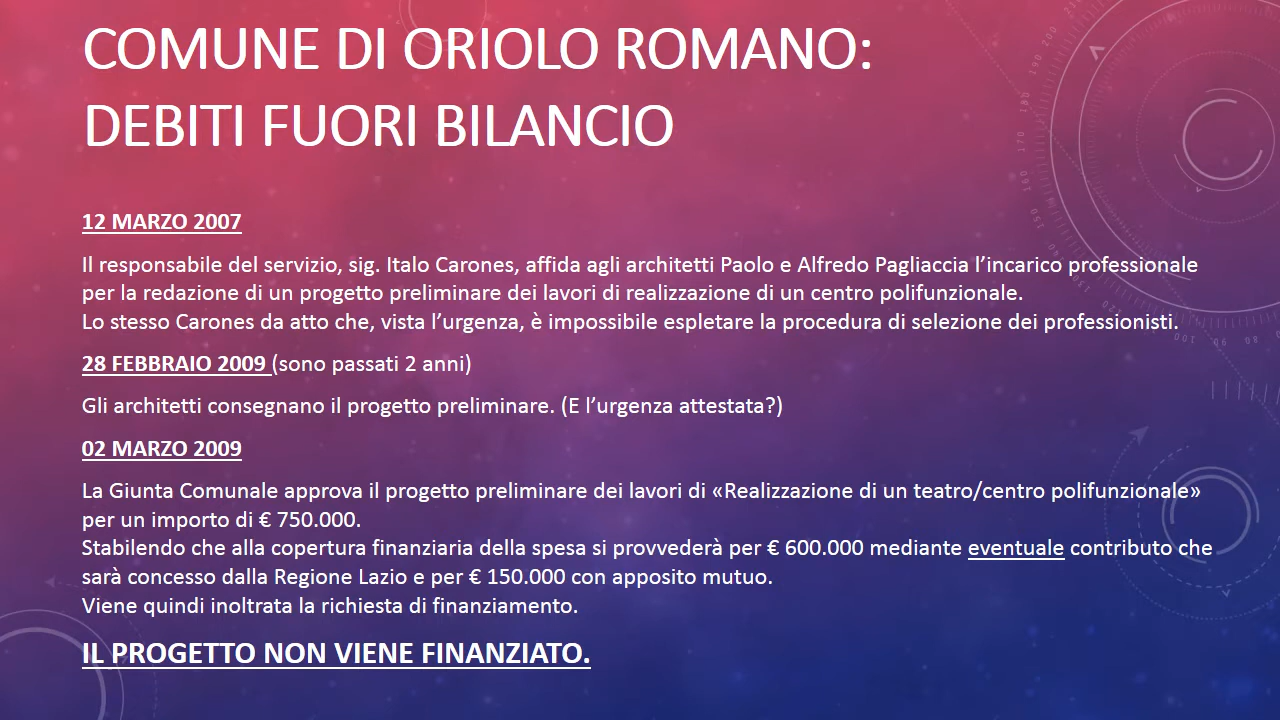 COMUNE DI ORIOLO ROMANO:
DEBITI FUORI BILANCIO
12 MARZO 2007
Il responsabile del servizio, sig. Italo Carones, affida agli architetti Paolo e Alfredo Pagliaccia l’incarico professionale
per la redazione di un progetto preliminare dei lavori di realizzazione di un centro polifunzionale.
Lo stesso Carones da atto che, vista l’urgenza, è impossibile espletare la procedura di selezione dei professionisti.
28 FEBBRAIO 2009 (sono passati 2 anni)
Gli architetti consegnano il progetto preliminare. (E l’urgenza attestata?)
02 MARZO 2009
La Giunta Comunale approva il progetto preliminare dei lavori di «Realizzazione di un teatro/centro polifunzionale»
per un importo di € 750.000.
Stabilendo che alla copertura finanziaria della spesa si provvederà per € 600.000 mediante eventuale contributo che
sarà concesso dalla Regione Lazio e per € 150.000 con apposito mutuo.
Viene quindi inoltrata la richiesta di finanziamento.
IL PROGETTO NON VIENE FINANZIATO.